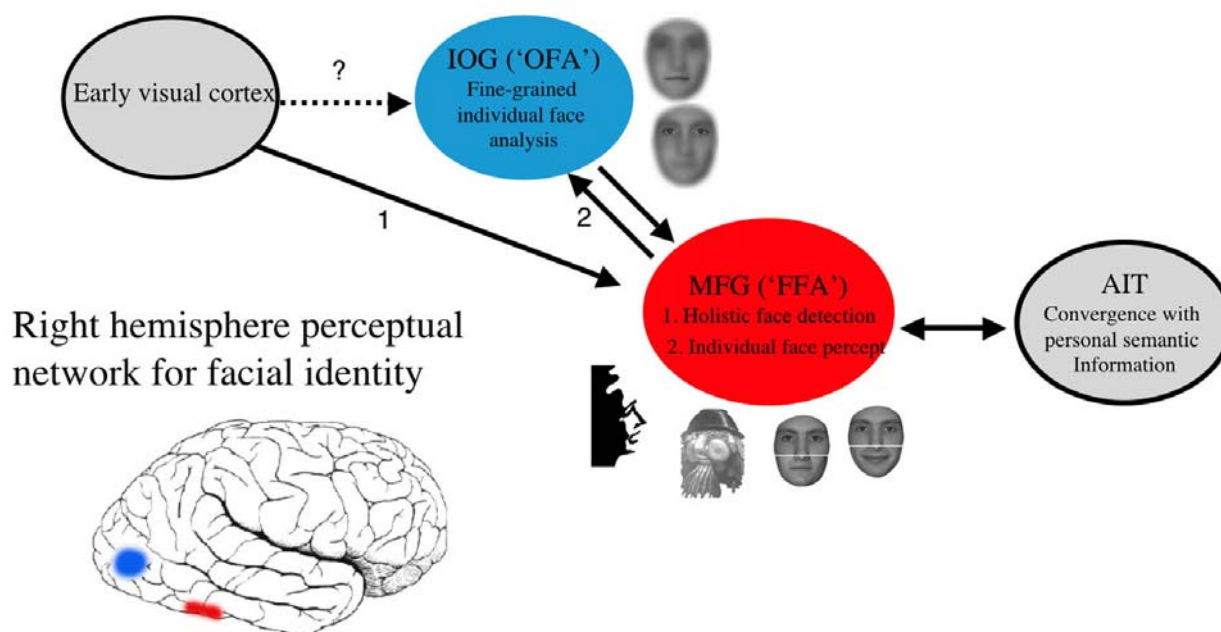 Early visual cortex
?
IOG ('OFA')
Fine-grained
individual face
analysis
1
2
MFG ('FFA')
1. Holistic face detection
2. Individual face percept
AIT
Convergence with
personal semantic
Information
Right hemisphere perceptual
network for facial identity